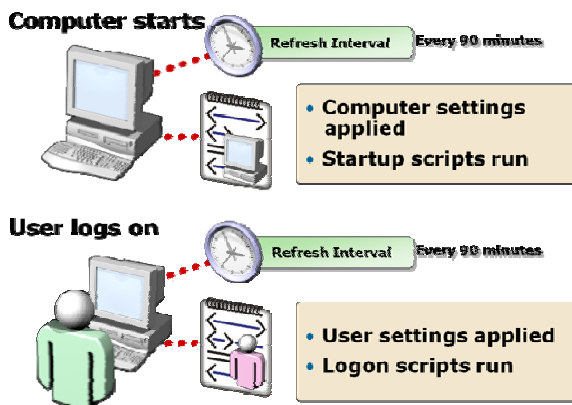 Computer starts
Refresh Interval
Every 90 minutes
• Computer settings
applied
• Startup scripts run
User logs on
Refresh Interval
Every 90 minutes
• User settings applied
• Logon scripts run